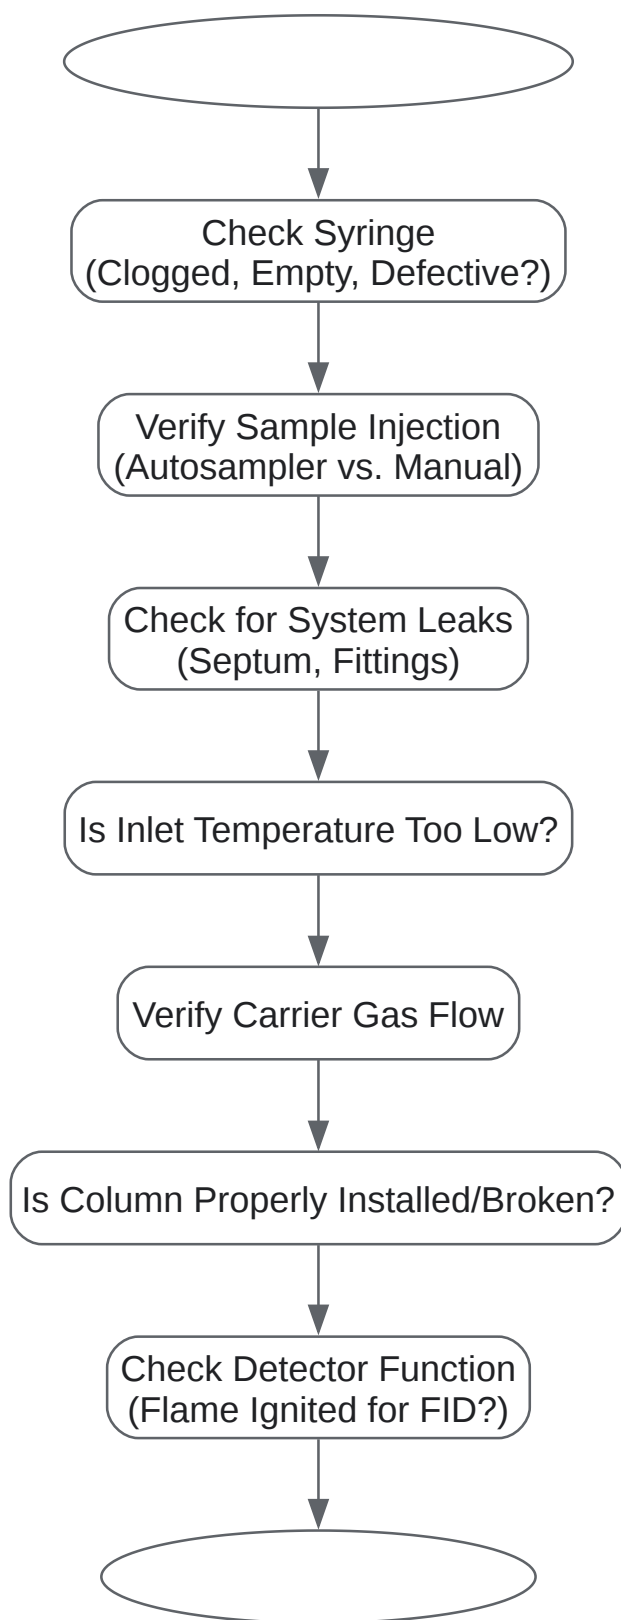 Check Syringe
(Clogged, Empty, Defective?)
Verify Sample Injection
(Autosampler vs. Manual)
Check for System Leaks
(Septum, Fittings)
Is Inlet Temperature Too Low?
Verify Carrier Gas Flow
Is Column Properly Installed/Broken?
Check Detector Function
(Flame Ignited for FID?)